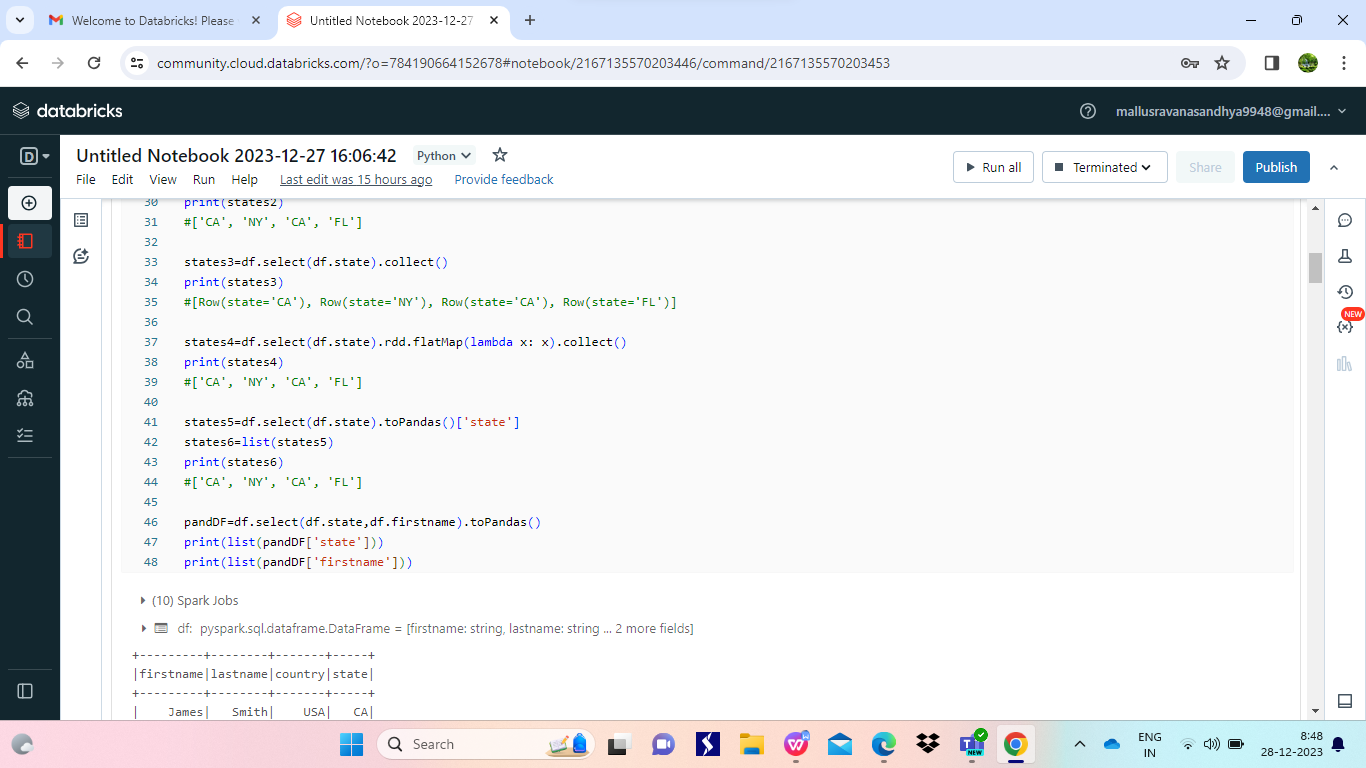 Welcome to Databricks! Please
Untitled Notebook 2023-12-27
community.cloud.databricks.com/?o=784190664152678#notebook/2167135570203446/command/2167135570203453
databricks
mallusravanasandhya9948@gmail....
Untitled Notebook 2023-12-27 16:06:42
Python
Run all
Terminated
Share
Publish
File Edit View Run Help Last edit was 15 hours ago Provide feedback
30 print(states2)
31 #['CA', 'NY', 'CA', 'FL']
32
33 states3=df.select(df.state).collect()
34 print(states3)
35 #[Row(state='CA'), Row(state='NY'), Row(state='CA'), Row(state='FL')]
36
37 states4=df.select(df.state).rdd.flatMap(lambda x: x).collect()
38 print(states4)
39 #['CA', 'NY', 'CA', 'FL']
40
41 states5=df.select(df.state).toPandas()['state']
42 states6=list(states5)
43 print(states6)
44 #['CA', 'NY', 'CA', 'FL']
45
46 pandDF=df.select(df.state,df.firstname).toPandas()
47 print(list(pandDF['state']))
48 print(list(pandDF['firstname']))
NEW
(10) Spark Jobs
df: pyspark.sql.dataframe.DataFrame = [firstname: string, lastname: string ... 2 more fields]
+---------+--------+-------+-----+
|firstname|lastname|country|state|
+---------+--------+-------+-----+
|    James|   Smith|    USA|   CA|
Search
NEW
ENG
IN
8:48
28-12-2023